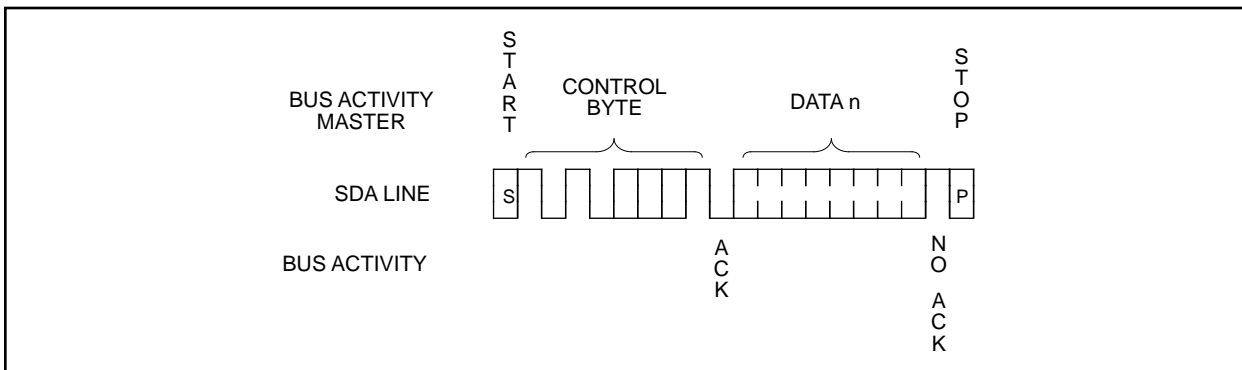 START
STOP
BUS ACTIVITY
MASTER
CONTROL
BYTE
DATA n
SDA LINE
S
P
BUS ACTIVITY
ACK
NO ACK